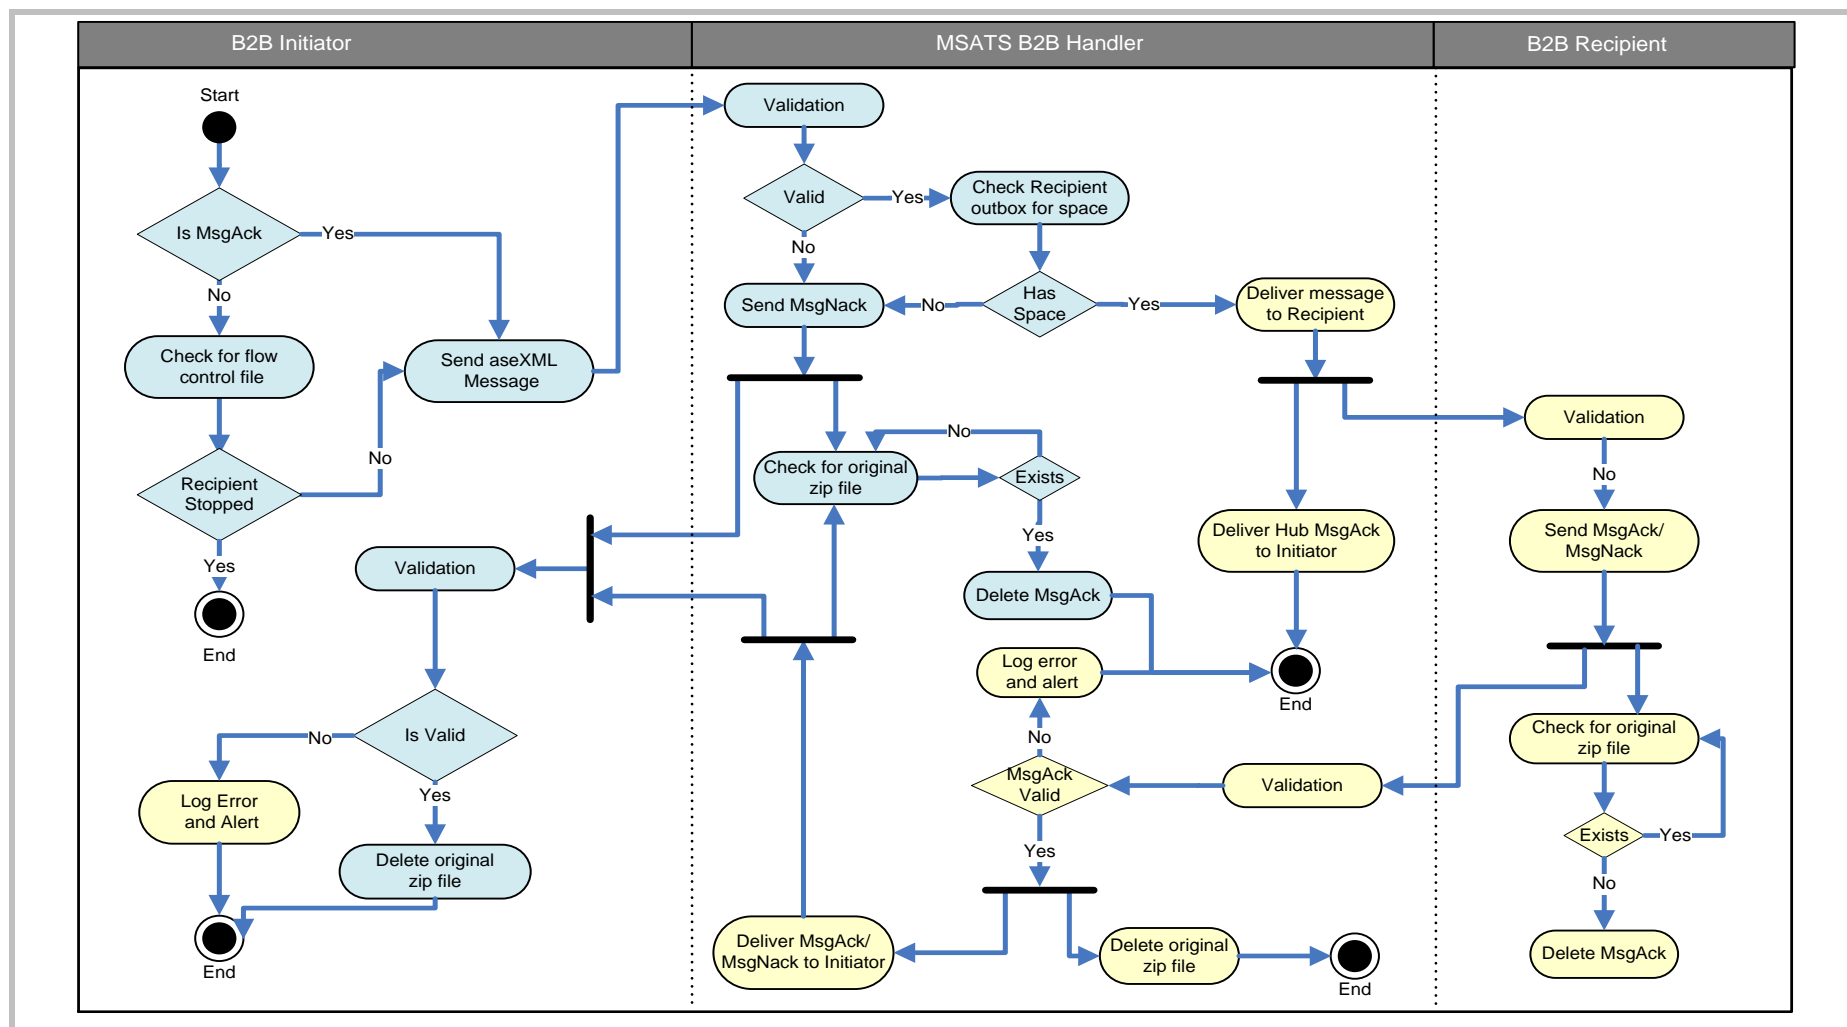 B2B Initiator
MSATS B2B Handler
B2B Recipient
Start
Is MsgAck
Yes
No
Check for flow
control file
Send aseXML
Message
No
Recipient
Stopped
Yes
End
Validation
Is Valid
No
Yes
Log Error
and Alert
Delete original
zip file
End
Validation
Valid
Yes
Check Recipient
outbox for space
No
Send MsgNack
No
Has
Space
Yes
Deliver message
to Recipient
No
Check for original
zip file
Exists
Yes
Deliver Hub MsgAck
to Initiator
Delete MsgAck
Log error
and alert
End
No
MsgAck
Valid
Validation
Yes
Deliver MsgAck/
MsgNack to Initiator
Delete original
zip file
End
Validation
No
Send MsgAck/
MsgNack
Check for original
zip file
Exists
Yes
No
Delete MsgAck